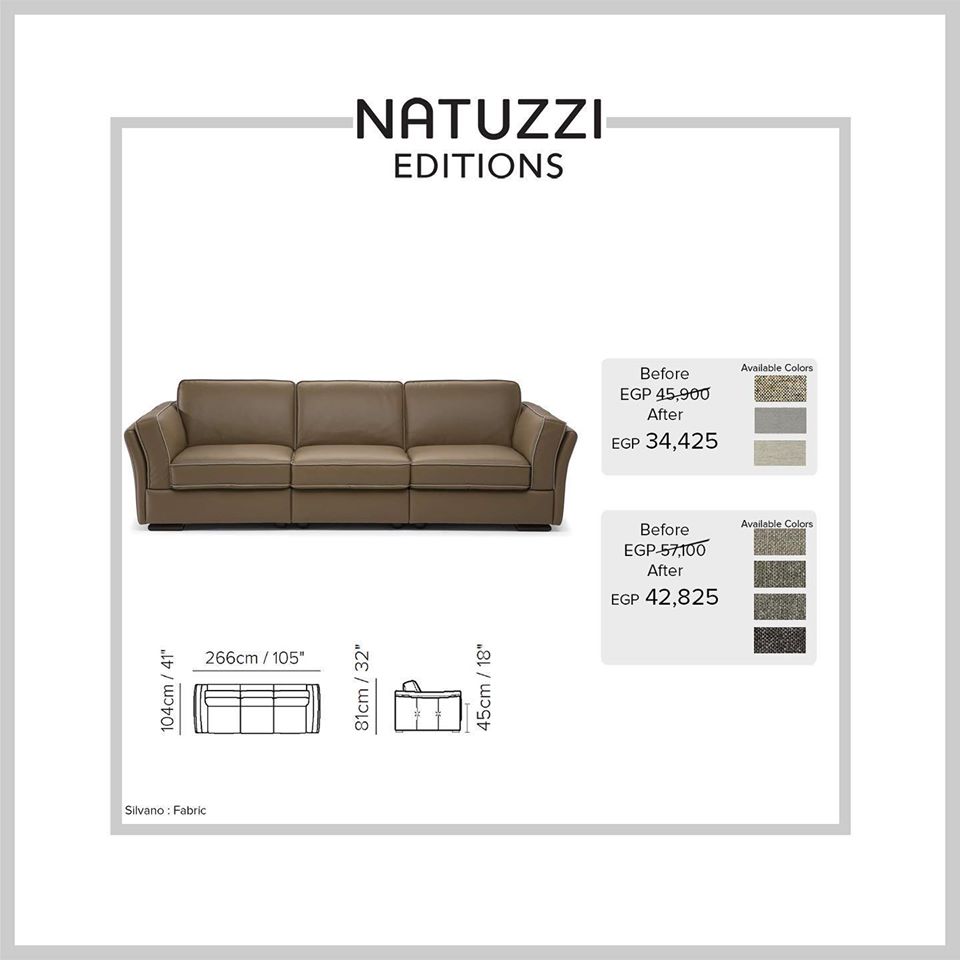 NATUZZI
EDITIONS
Before
EGP 45,900
After
EGP 34,425
Available Colors
Before
EGP 57,100
After
EGP 42,825
Available Colors
104cm / 41"
266cm / 105"
81cm / 32"
45cm / 18"
Silvano : Fabric